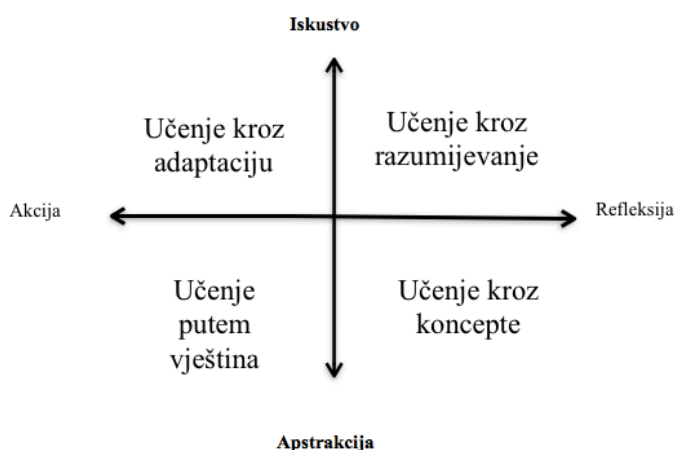 Iskustvo
Učenje kroz
adaptaciju
Učenje kroz
razumijevanje
Akcija
Refleksija
Učenje
putem
vještina
Učenje kroz
koncepte
Apstrakcija